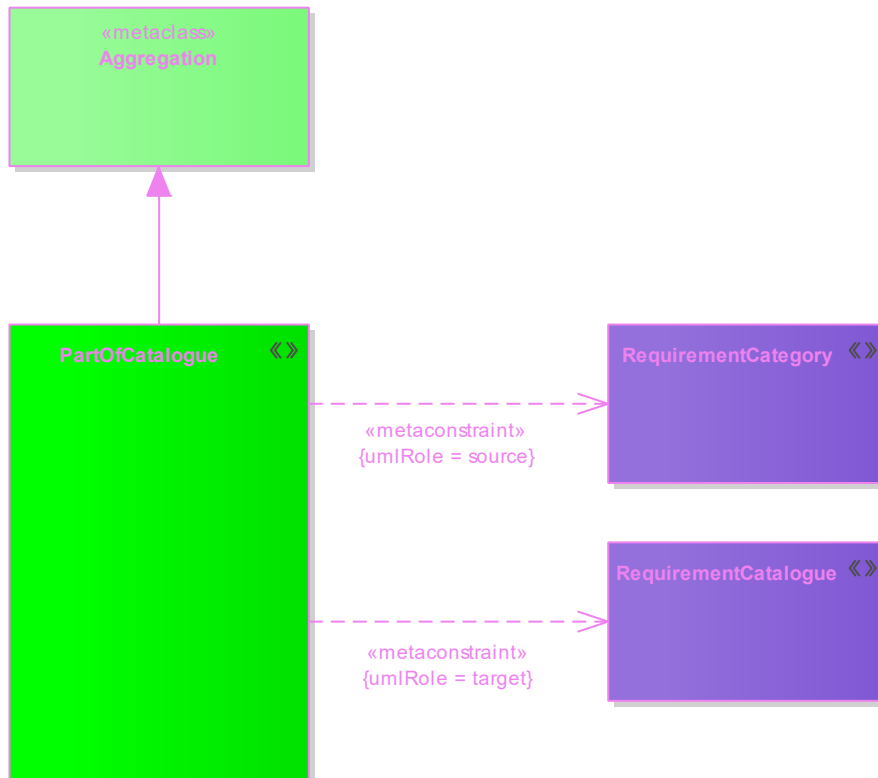 «metaclass»
Aggregation
PartOfCatalogue
«»
RequirementCategory
«»
«metaconstraint»
{umlRole = source}
RequirementCatalogue
«»
«metaconstraint»
{umlRole = target}